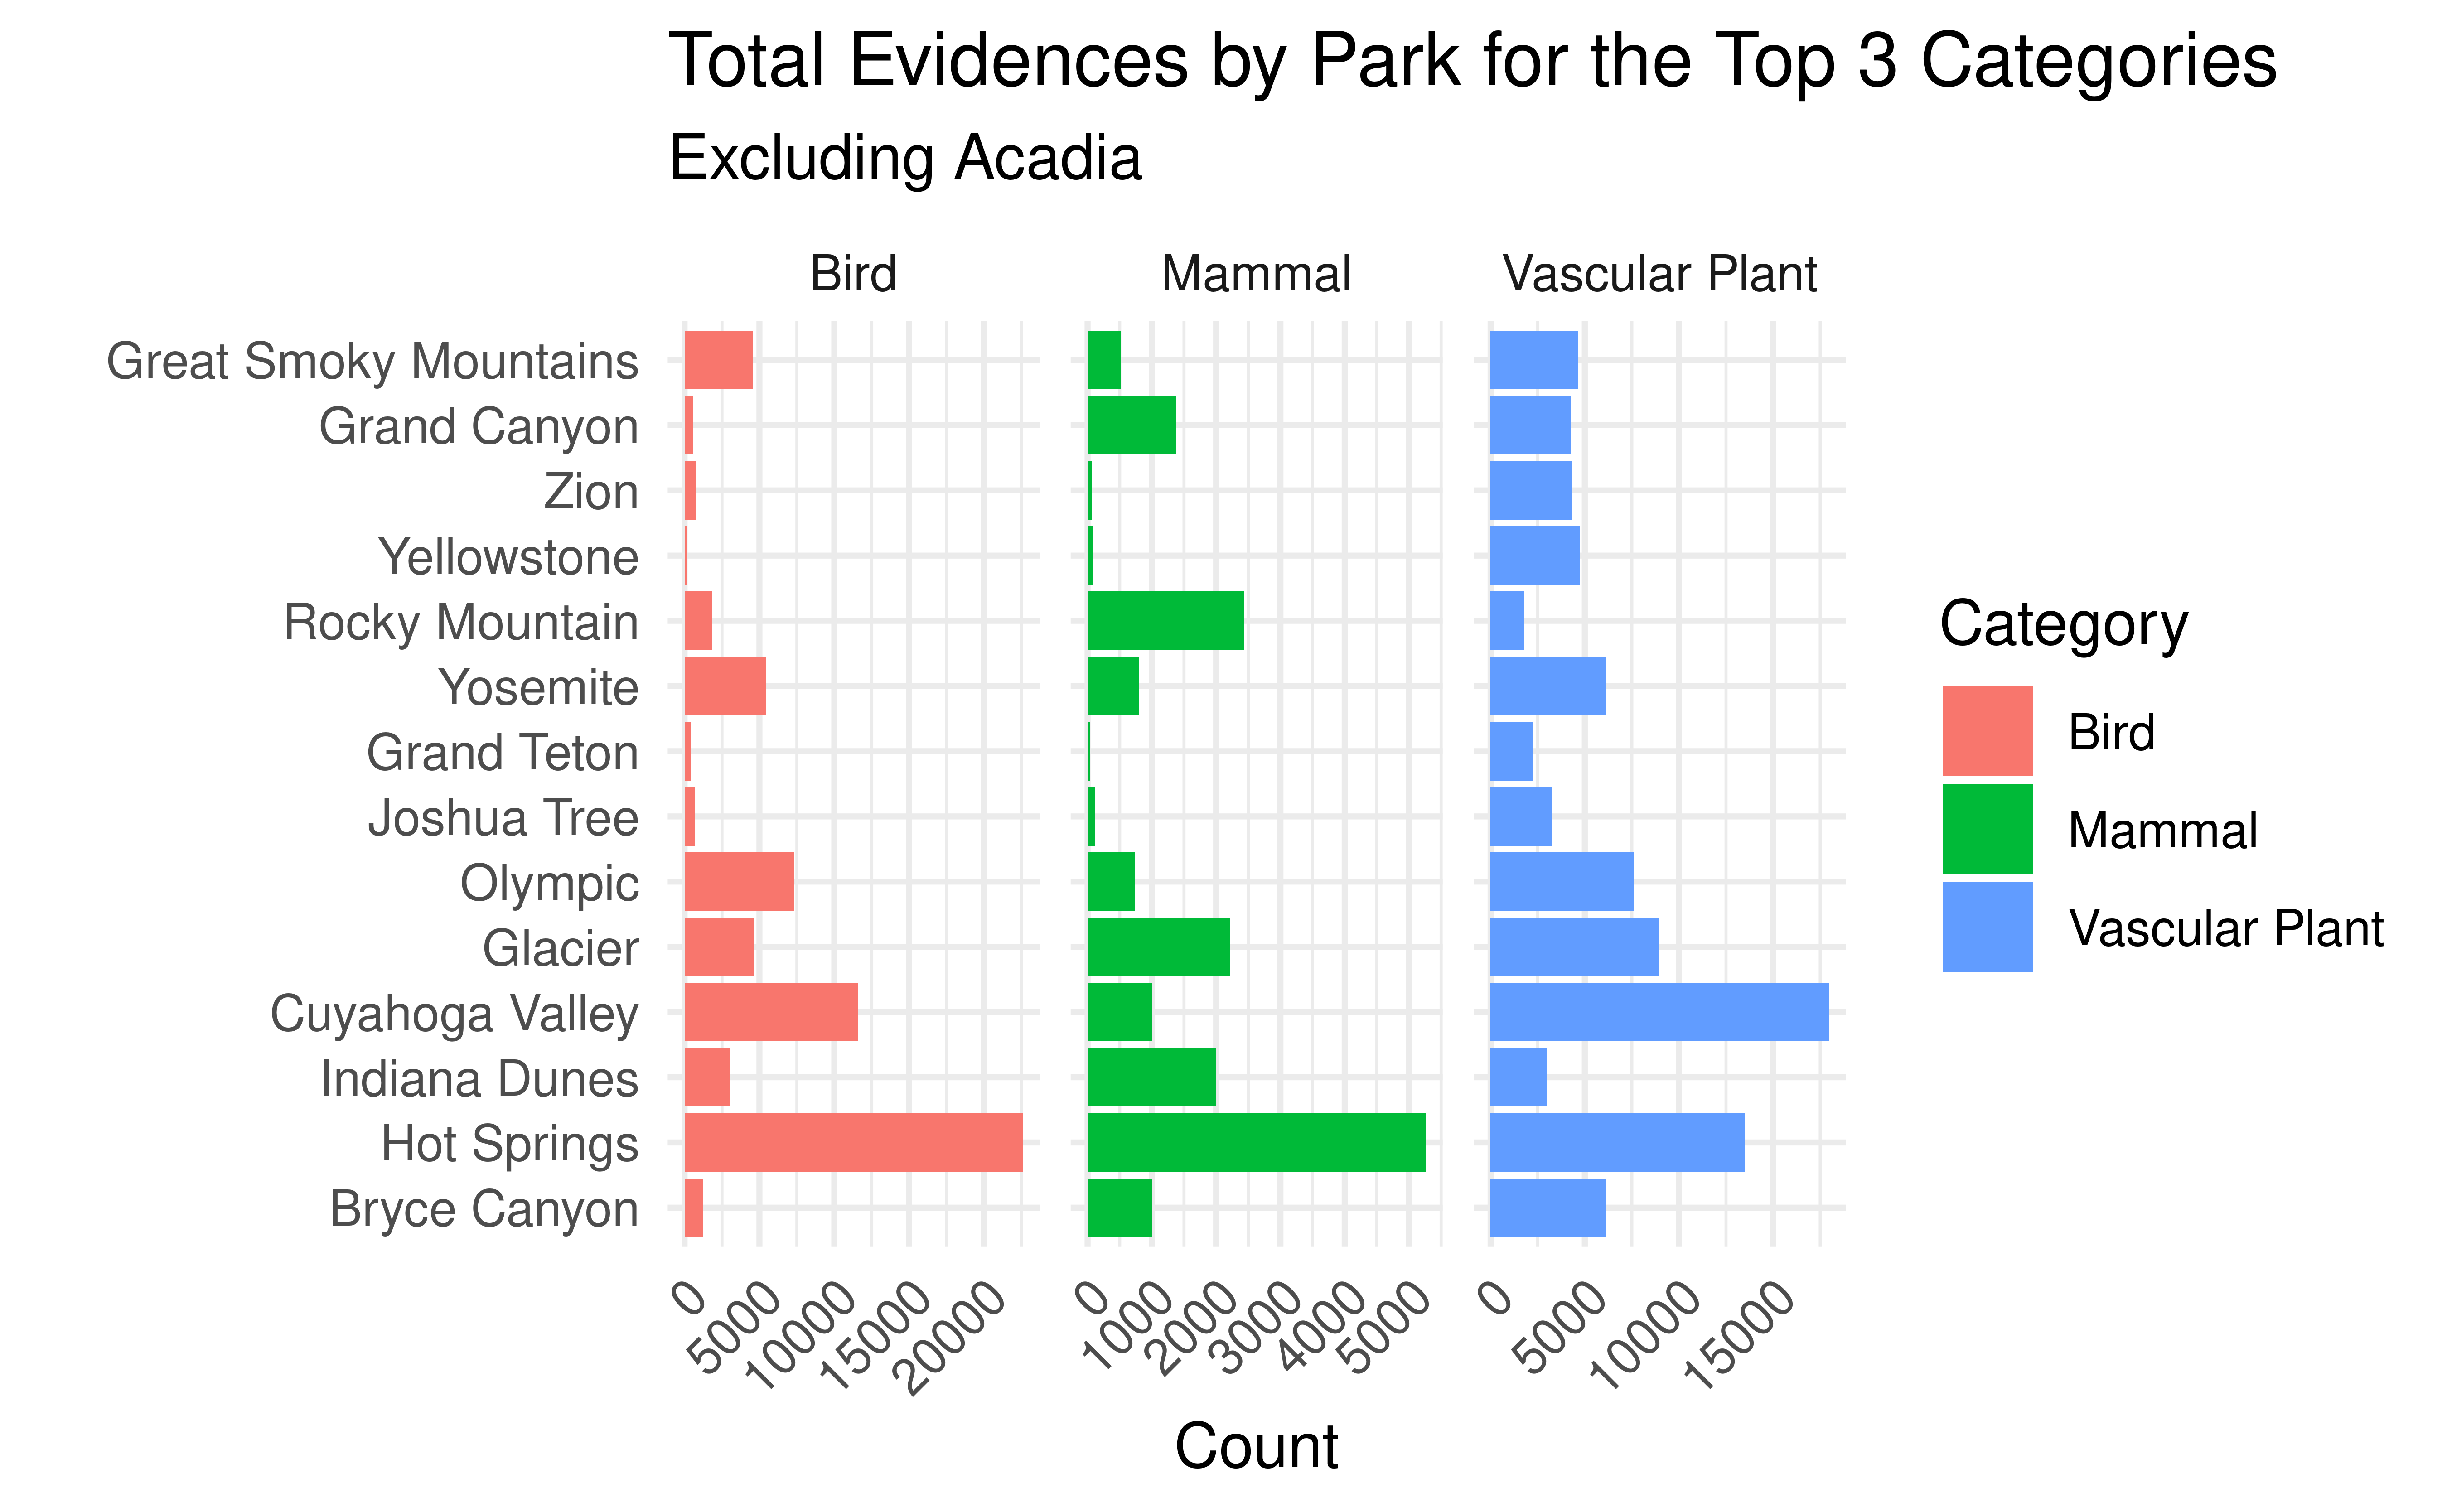 Total Evidences by Park for the Top 3 Categories
Excluding Acadia
Bird Mammal Vascular Plant
Great Smoky Mountains
Grand Canyon
Zion
Yellowstone
Rocky Mountain
Yosemite
Grand Teton
Joshua Tree
Olympic
Glacier
Cuyahoga Valley
Indiana Dunes
Hot Springs
Bryce Canyon
0 5000 10000 15000 20000 0 1000 2000 3000 4000 5000 0 5000 10000 15000
Count
Category
Bird
Mammal
Vascular Plant